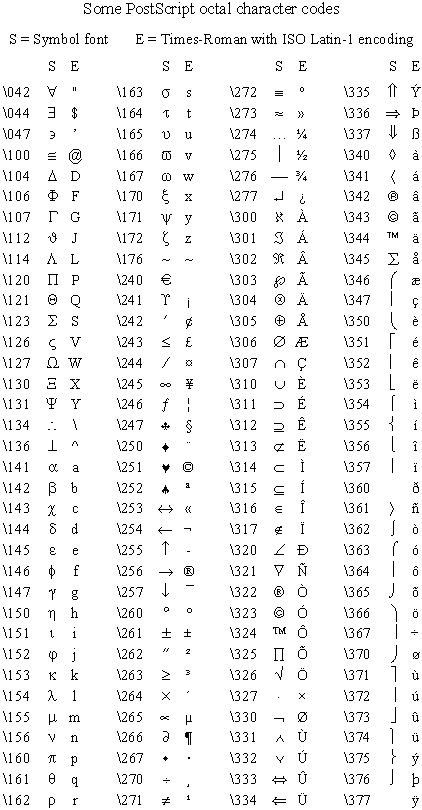 Some PostScript octal character codes
S = Symbol font E = Times-Roman with ISO Latin-1 encoding
S E S E S E S E
\042 ∀ " \163 σ s \272 ≡ º \335 ⇑ Ý
\044 ∃ $ \164 τ t \273 ≈ » \336 ⇒ Þ
\047 ∋ ’ \165 υ u \274 … ¼ \337 ⇓ ß
\100 ≅ @ \166 ϖ v \275 | ½ \340 ◊ à
\104 Δ D \167 ω w \276 — ¾ \341 〈 á
\106 Φ F \170 ξ x \277 ↵ ¿ \342 ® â
\107 Γ G \171 ψ y \300 ℵ À \343 © ã
\112 ϑ J \172 ζ z \301 ℑ Á \344 ™ ä
\114 Λ L \176 ~ ~ \302 ℜ Â \345 ∑ å
\120 Π P \240 € \303 ℘ Ã \346 ⎛ æ
\121 Θ Q \241 ϒ ¡ \304 ⊗ Ä \347 ⎜ ç
\123 Σ S \242 ′ ¢ \305 ⊕ Å \350 ⎝ è
\126 ς V \243 ≤ £ \306 ∅ Æ \351 ⎡ é
\127 Ω W \244 ⁄ ¤ \307 ∩ Ç \352 ⎢ ê
\130 Ξ X \245 ∞ ¥ \310 ∪ È \353 ⎣ ë
\131 Ψ Y \246 ƒ ¦ \311 ⊃ É \354 ⎧ ì
\134 ∴ \ \247 ♣ § \312 ⊇ Ê \355 ⎨ í
\136 ⊥ ^ \250 ♦ ¨ \313 ⊄ Ë \356 ⎩ î
\141 α a \251 ♥ © \314 ⊂ Ì \357 ⎪ ï
\142 β b \252 ♠ ª \315 ⊆ Í \360 ð
\143 χ c \253 ↔ « \316 ∈ Î \361 〉 ñ
\144 δ d \254 ← ¬ \317 ∉ Ï \362 ∫ ò
\145 ε e \255 ↑ - \320 ∠ Ð \363 ⌠ ó
\146 ϕ f \256 → ® \321 ∇ Ñ \364 ⎮ ô
\147 γ g \257 ↓ ¯ \322 ® Ò \365 ⌡ õ
\150 η h \260 ° ° \323 © Ó \366 ⎞ ö
\151 ι i \261 ± ± \324 ™ Ô \367 ⎟ ÷
\152 φ j \262 ″ ² \325 ∏ Õ \370 ⎠ ø
\153 κ k \263 ≥ ³ \326 √ Ö \371 ⎤ ù
\154 λ l \264 × ´ \327 ⋅ × \372 ⎥ ú
\155 μ m \265 ∝ µ \330 ¬ Ø \373 ⎦ û
\156 ν n \266 ∂ ¶ \331 ∧ Ù \374 ⎫ ü
\160 π p \267 • · \332 ∨ Ú \375 ⎬ ý
\161 θ q \270 ÷ ¸ \333 ⇔ Û \376 ⎭ þ
\162 ρ r \271 ≠ ¹ \334 ⇐ Ü \377 ÿ